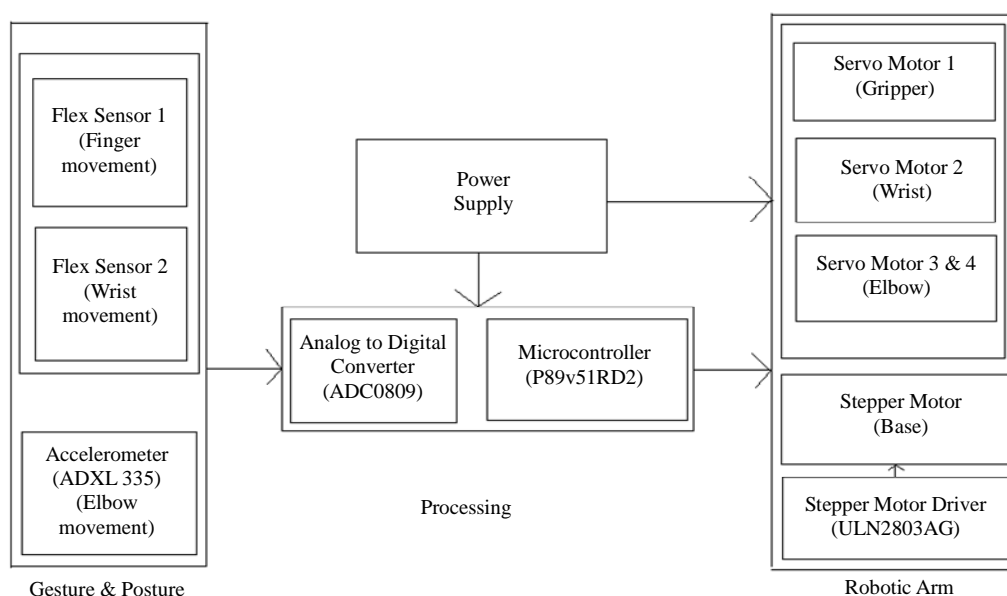 Flex Sensor 1
(Finger
movement)
Flex Sensor 2
(Wrist
movement)
Accelerometer
(ADXL 335)
(Elbow
movement)
Gesture & Posture
Power
Supply
Analog to Digital
Converter
(ADC0809)
Microcontroller
(P89v51RD2)
Processing
Servo Motor 1
(Gripper)
Servo Motor 2
(Wrist)
Servo Motor 3 & 4
(Elbow)
Stepper Motor
(Base)
Stepper Motor Driver
(ULN2803AG)
Robotic Arm